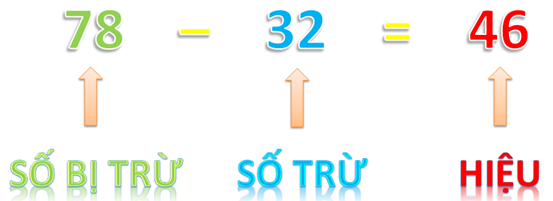 78 – 32 = 46
SỐ BỊ TRỪ SỐ TRỪ HIỆU